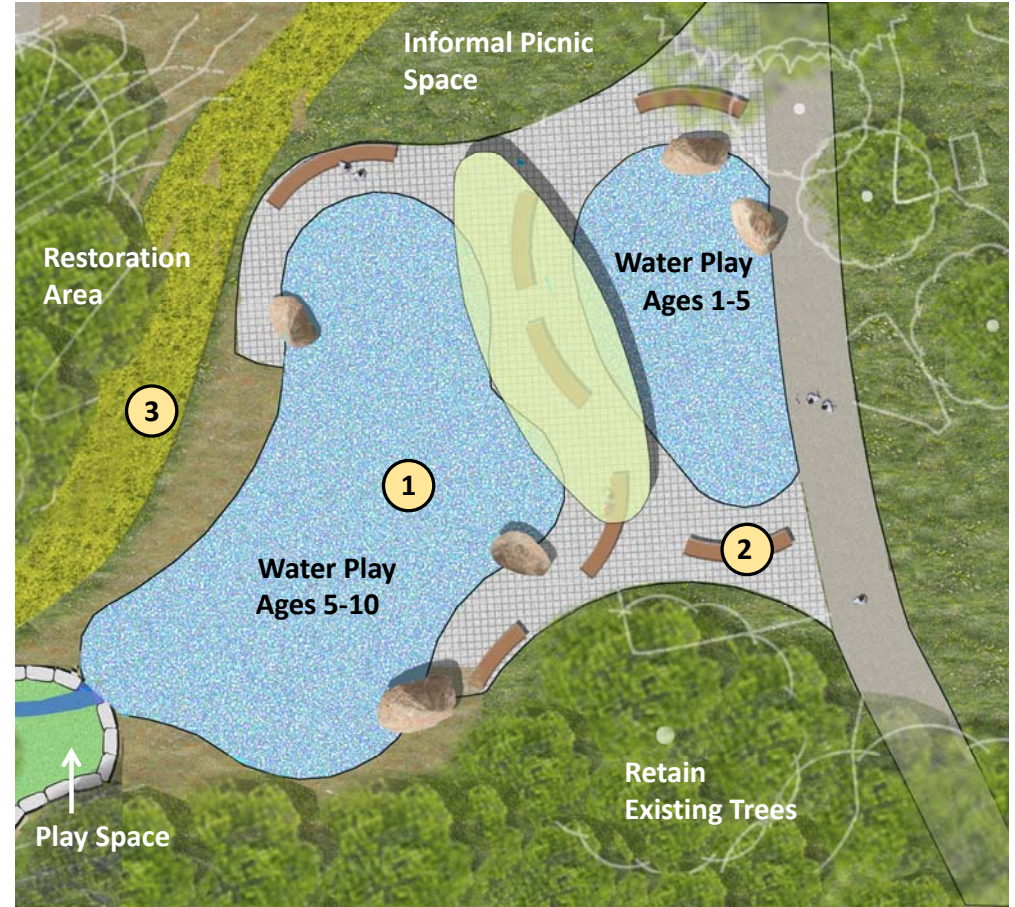 Informal Picnic
Space
Restoration
Area
Water Play
Ages 1-5
3
1
2
Water Play
Ages 5-10
Retain
Existing Trees
Play Space